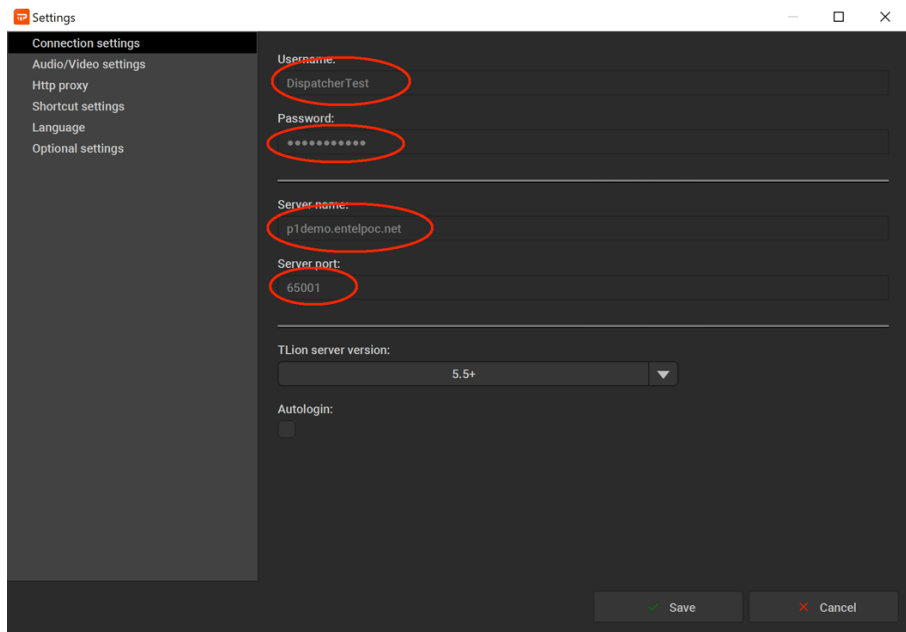 Settings
Connection settings
Audio/Video settings
Http proxy
Shortcut settings
Language
Optional settings
Username:
DispatcherTest
Password:
•••••••••••
Server name:
p1demo.entelpoc.net
Server port:
65001
TLion server version:
5.5+
Autologin:
Save
Cancel